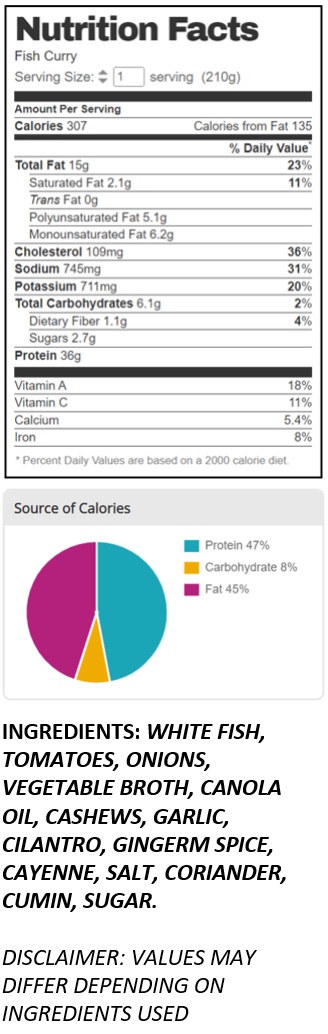 Nutrition Facts
Fish Curry
Serving Size: 1 serving (210g)
Amount Per Serving
Calories 307 Calories from Fat 135
% Daily Value*
Total Fat 15g 23%
Saturated Fat 2.1g 11%
Trans Fat 0g
Polyunsaturated Fat 5.1g
Monounsaturated Fat 6.2g
Cholesterol 109mg 36%
Sodium 745mg 31%
Potassium 711mg 20%
Total Carbohydrates 6.1g 2%
Dietary Fiber 1.1g 4%
Sugars 2.7g
Protein 36g
Vitamin A 18%
Vitamin C 11%
Calcium 5.4%
Iron 8%
* Percent Daily Values are based on a 2000 calorie diet.
Source of Calories
Protein 47%
Carbohydrate 8%
Fat 45%
INGREDIENTS: WHITE FISH,
TOMATOES, ONIONS,
VEGETABLE BROTH, CANOLA
OIL, CASHEWS, GARLIC,
CILANTRO, GINGERM SPICE,
CAYENNE, SALT, CORIANDER,
CUMIN, SUGAR.
DISCLAIMER: VALUES MAY
DIFFER DEPENDING ON
INGREDIENTS USED